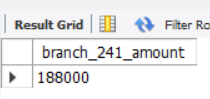 Result Grid Filter Ro
branch_241_amount
188000